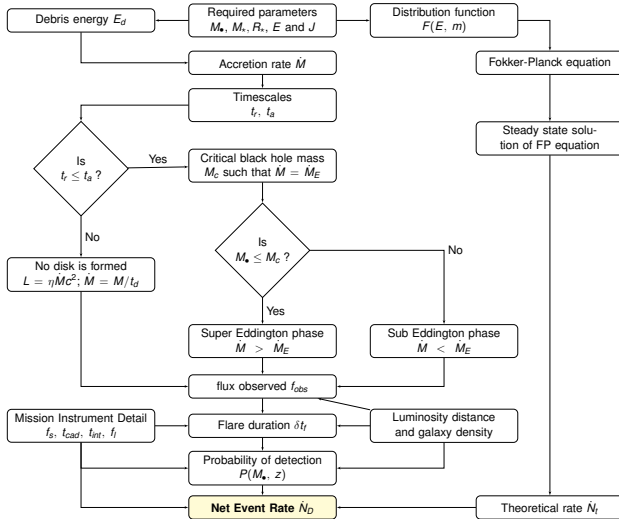 Debris energy E_d
Required parameters
M_•, M_⋆, R_⋆, E and J
Distribution function
F(E, m)
Accretion rate Ṁ
Fokker-Planck equation
Timescales
t_r, t_a
Steady state solu-
tion of FP equation
Is
t_r ≤ t_a ?
Yes
Critical black hole mass
M_c such that Ṁ = Ṁ_E
No
Is
M_• ≤ M_c ?
No
No disk is formed
L = ηṀc²; Ṁ = M/t_d
Yes
Super Eddington phase
Ṁ > Ṁ_E
Sub Eddington phase
Ṁ < Ṁ_E
flux observed f_obs
Mission Instrument Detail
f_s, t_cad, t_int, f_l
Flare duration δt_f
Luminosity distance
and galaxy density
Probability of detection
P(M_•, z)
Net Event Rate Ṅ_D
Theoretical rate Ṅ_t